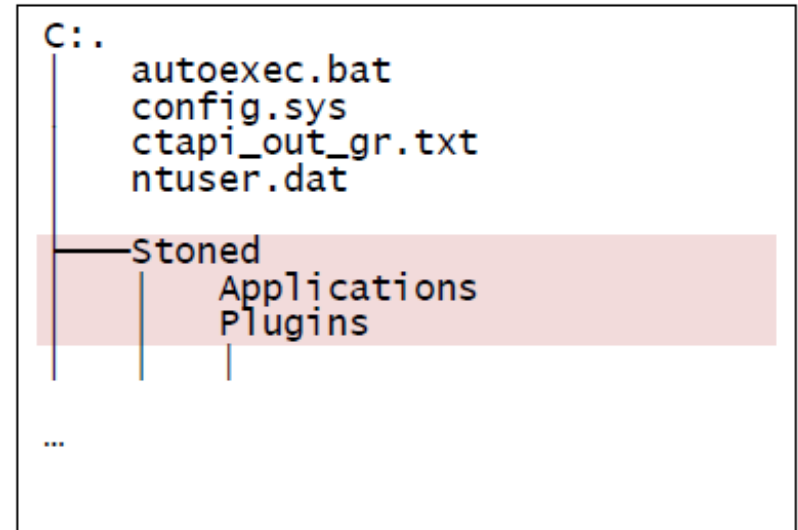 C:.
autoexec.bat
config.sys
ctapi_out_gr.txt
ntuser.dat
Stoned
Applications
Plugins
…